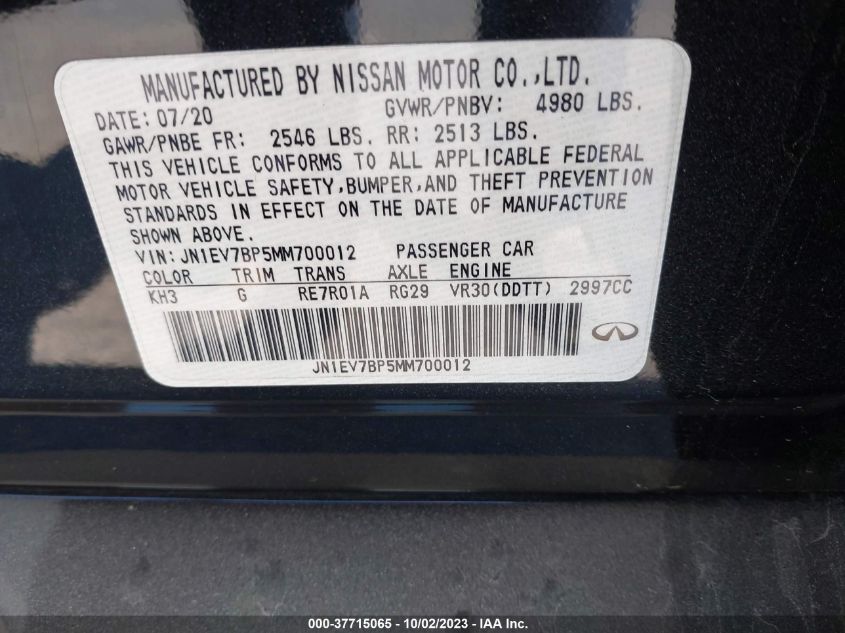 MANUFACTURED BY NISSAN MOTOR CO.,LTD.
DATE: 07/20 GVWR/PNBV: 4980 LBS.
GAWR/PNBE FR: 2546 LBS. RR: 2513 LBS.
THIS VEHICLE CONFORMS TO ALL APPLICABLE FEDERAL
MOTOR VEHICLE SAFETY,BUMPER,AND THEFT PREVENTION
STANDARDS IN EFFECT ON THE DATE OF MANUFACTURE
SHOWN ABOVE.
VIN: JN1EV7BP5MM700012 PASSENGER CAR
COLOR TRIM TRANS AXLE ENGINE
KH3 G RE7R01A RG29 VR30(DDTT) 2997CC
JN1EV7BP5MM700012
000-37715065 - 10/02/2023 - IAA Inc.